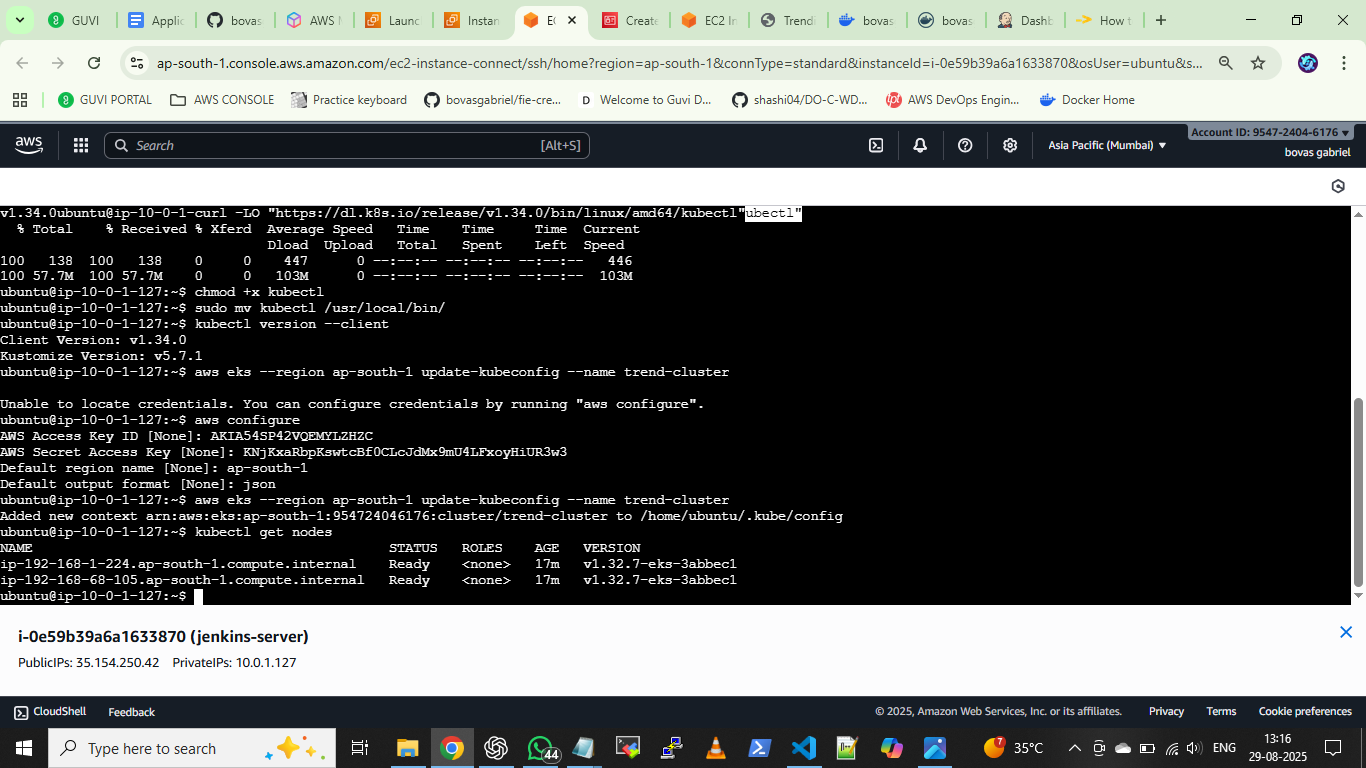 GUVI
Applic
bovas
AWS M
Launc
Instan
EC
Create
EC2 In
Trendi
bovas
bovas
Dashb
How t
ap-south-1.console.aws.amazon.com/ec2-instance-connect/ssh/home?region=ap-south-1&connType=standard&instanceId=i-0e59b39a6a1633870&osUser=ubuntu&s...
GUVI PORTAL
AWS CONSOLE
Practice keyboard
bovasgabriel/fie-cre...
Welcome to Guvi D...
shashi04/DO-C-WD...
AWS DevOps Engin...
Docker Home
aws
Search
[Alt+S]
Asia Pacific (Mumbai)
Account ID: 9547-2404-6176
bovas gabriel
v1.34.0ubuntu@ip-10-0-1-curl -LO "https://dl.k8s.io/release/v1.34.0/bin/linux/amd64/kubectl"ubectl"
% Total % Received % Xferd Average Speed Time Time Time Current
Dload Upload Total Spent Left Speed
100 138 100 138 0 0 447 0 --:--:-- --:--:-- --:--:-- 446
100 57.7M 100 57.7M 0 0 103M 0 --:--:-- --:--:-- --:--:-- 103M
ubuntu@ip-10-0-1-127:~$ chmod +x kubectl
ubuntu@ip-10-0-1-127:~$ sudo mv kubectl /usr/local/bin/
ubuntu@ip-10-0-1-127:~$ kubectl version --client
Client Version: v1.34.0
Kustomize Version: v5.7.1
ubuntu@ip-10-0-1-127:~$ aws eks --region ap-south-1 update-kubeconfig --name trend-cluster
Unable to locate credentials. You can configure credentials by running "aws configure".
ubuntu@ip-10-0-1-127:~$ aws configure
AWS Access Key ID [None]: AKIA54SP42VQEMYLZHZC
AWS Secret Access Key [None]: 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
Default region name [None]: ap-south-1
Default output format [None]: json
ubuntu@ip-10-0-1-127:~$ aws eks --region ap-south-1 update-kubeconfig --name trend-cluster
Added new context arn:aws:eks:ap-south-1:954724046176:cluster/trend-cluster to /home/ubuntu/.kube/config
ubuntu@ip-10-0-1-127:~$ kubectl get nodes
NAME STATUS ROLES AGE VERSION
ip-192-168-1-224.ap-south-1.compute.internal Ready <none> 17m v1.32.7-eks-3abbec1
ip-192-168-68-105.ap-south-1.compute.internal Ready <none> 17m v1.32.7-eks-3abbec1
ubuntu@ip-10-0-1-127:~$
i-0e59b39a6a1633870 (jenkins-server)
PublicIPs: 35.154.250.42 PrivateIPs: 10.0.1.127
CloudShell
Feedback
© 2025, Amazon Web Services, Inc. or its affiliates.
Privacy
Terms
Cookie preferences
Type here to search
44
7
35°C
ENG
13:16
29-08-2025